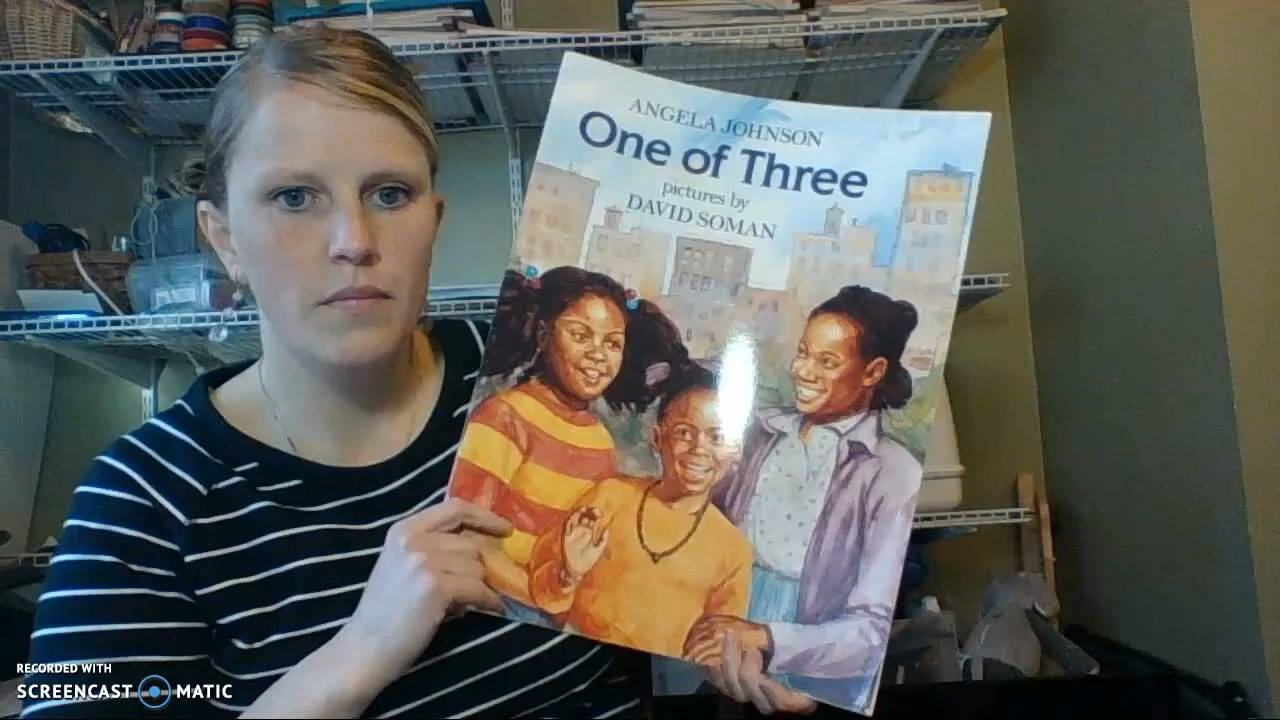 ANGELA JOHNSON
One of Three
pictures by
DAVID SOMAN
RECORDED WITH
SCREENCAST MATIC